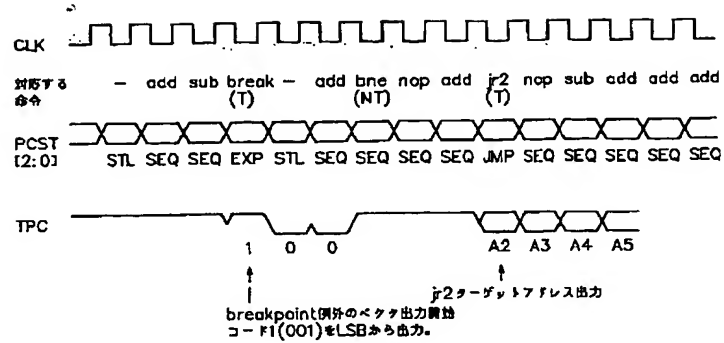 CLK
対応する - add sub break - add bne nop add jr2 nop sub add add add
命令 (T) (NT) (T)
PCST
[2:0] STL SEQ SEQ EXP STL SEQ SEQ SEQ SEQ JMP SEQ SEQ SEQ SEQ SEQ
TPC
1 0 0 A2 A3 A4 A5
jr2ターゲットアドレス出力
breakpoint例外のベクタ出力開始
コード1(001)をLSBから出力。